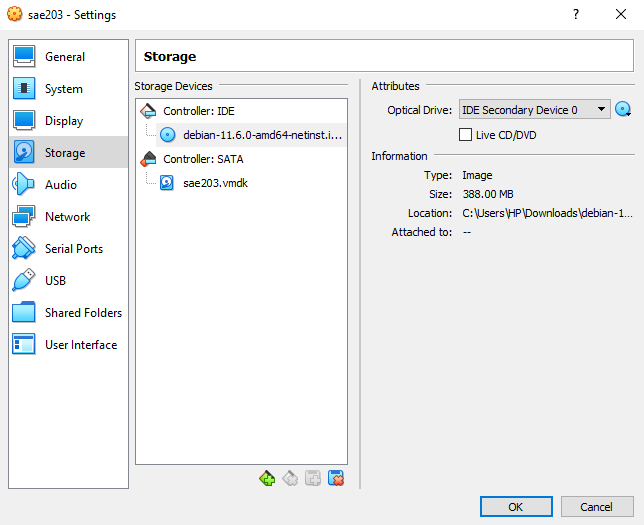 sae203 - Settings
General
System
Display
Storage
Audio
Network
Serial Ports
USB
Shared Folders
User Interface
Storage
Storage Devices
Controller: IDE
debian-11.6.0-amd64-netinst.i...
Controller: SATA
sae203.vmdk
Attributes
Optical Drive: IDE Secondary Device 0
Live CD/DVD
Information
Type: Image
Size: 388.00 MB
Location: C:\Users\HP\Downloads\debian-1...
Attached to: --
OK Cancel